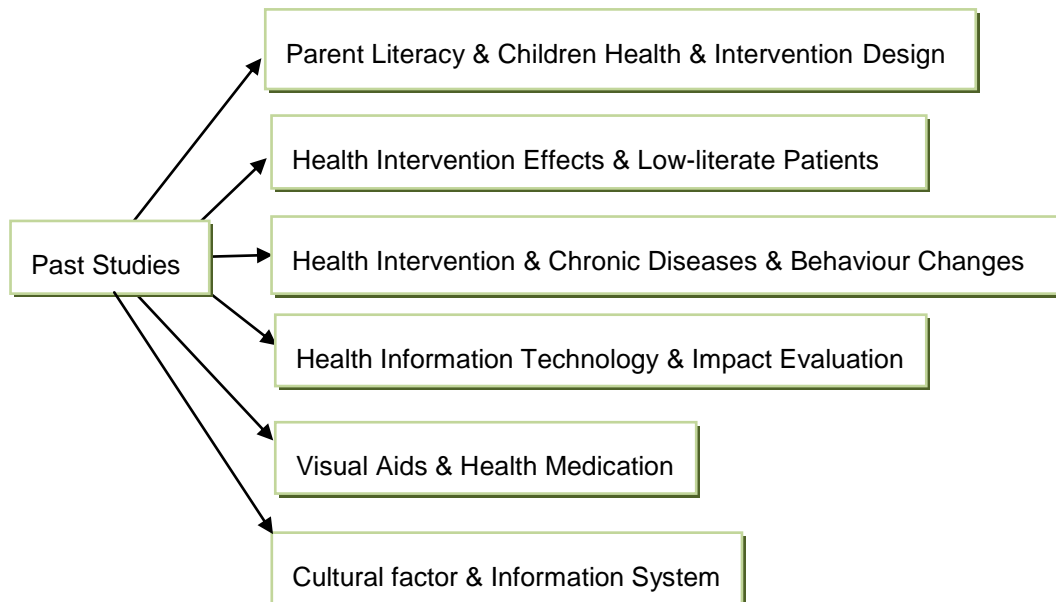 Parent Literacy & Children Health & Intervention Design
Health Intervention Effects & Low-literate Patients
Past Studies
Health Intervention & Chronic Diseases & Behaviour Changes
Health Information Technology & Impact Evaluation
Visual Aids & Health Medication
Cultural factor & Information System